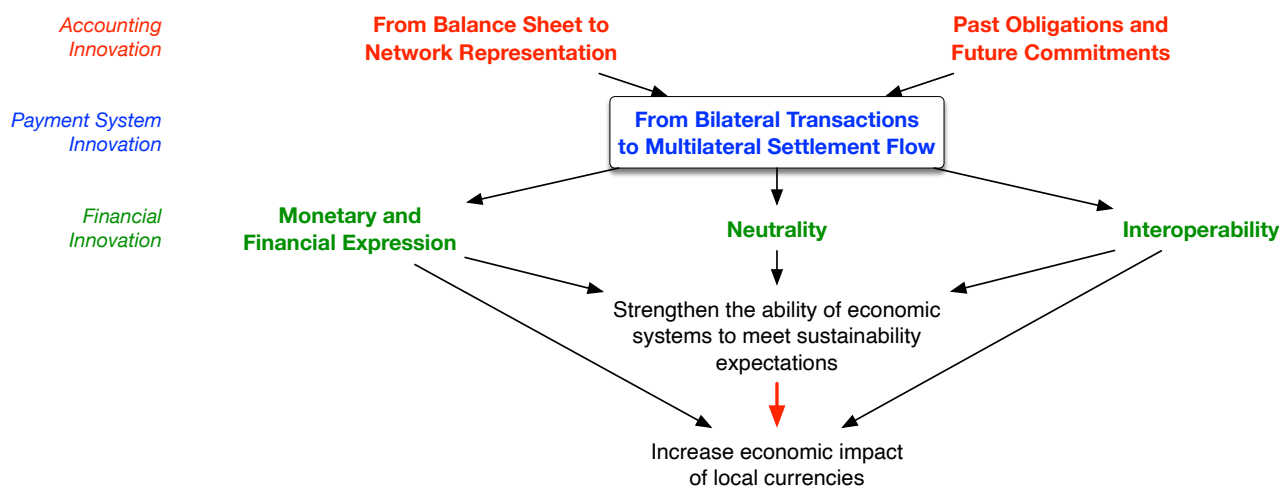 Accounting
Innovation
From Balance Sheet to
Network Representation
Past Obligations and
Future Commitments
Payment System
Innovation
From Bilateral Transactions
to Multilateral Settlement Flow
Financial
Innovation
Monetary and
Financial Expression
Neutrality
Interoperability
Strengthen the ability of economic
systems to meet sustainability
expectations
Increase economic impact
of local currencies